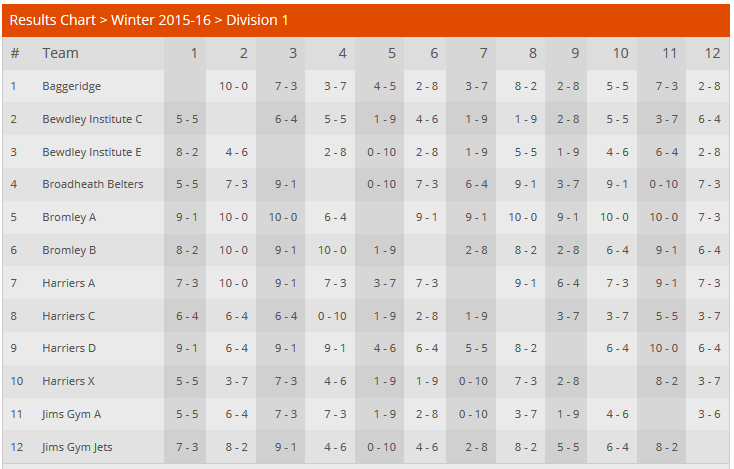 Results Chart > Winter 2015-16 > Division 1
# Team 1 2 3 4 5 6 7 8 9 10 11 12
1 Baggeridge 10 - 0 7 - 3 3 - 7 4 - 5 2 - 8 3 - 7 8 - 2 2 - 8 5 - 5 7 - 3 2 - 8
2 Bewdley Institute C 5 - 5 6 - 4 5 - 5 1 - 9 4 - 6 1 - 9 1 - 9 2 - 8 5 - 5 3 - 7 6 - 4
3 Bewdley Institute E 8 - 2 4 - 6 2 - 8 0 - 10 2 - 8 1 - 9 5 - 5 1 - 9 4 - 6 6 - 4 2 - 8
4 Broadheath Belters 5 - 5 7 - 3 9 - 1 0 - 10 7 - 3 6 - 4 9 - 1 3 - 7 9 - 1 0 - 10 7 - 3
5 Bromley A 9 - 1 10 - 0 10 - 0 6 - 4 9 - 1 9 - 1 10 - 0 9 - 1 10 - 0 10 - 0 7 - 3
6 Bromley B 8 - 2 10 - 0 9 - 1 10 - 0 1 - 9 2 - 8 8 - 2 2 - 8 6 - 4 9 - 1 6 - 4
7 Harriers A 7 - 3 10 - 0 9 - 1 7 - 3 3 - 7 7 - 3 9 - 1 6 - 4 7 - 3 9 - 1 7 - 3
8 Harriers C 6 - 4 6 - 4 6 - 4 0 - 10 1 - 9 2 - 8 1 - 9 3 - 7 3 - 7 5 - 5 3 - 7
9 Harriers D 9 - 1 6 - 4 9 - 1 9 - 1 4 - 6 6 - 4 5 - 5 8 - 2 6 - 4 10 - 0 6 - 4
10 Harriers X 5 - 5 3 - 7 7 - 3 4 - 6 1 - 9 1 - 9 0 - 10 7 - 3 2 - 8 8 - 2 3 - 7
11 Jims Gym A 5 - 5 6 - 4 7 - 3 7 - 3 1 - 9 2 - 8 0 - 10 3 - 7 1 - 9 4 - 6 3 - 6
12 Jims Gym Jets 7 - 3 8 - 2 9 - 1 4 - 6 0 - 10 4 - 6 2 - 8 8 - 2 5 - 5 6 - 4 8 - 2